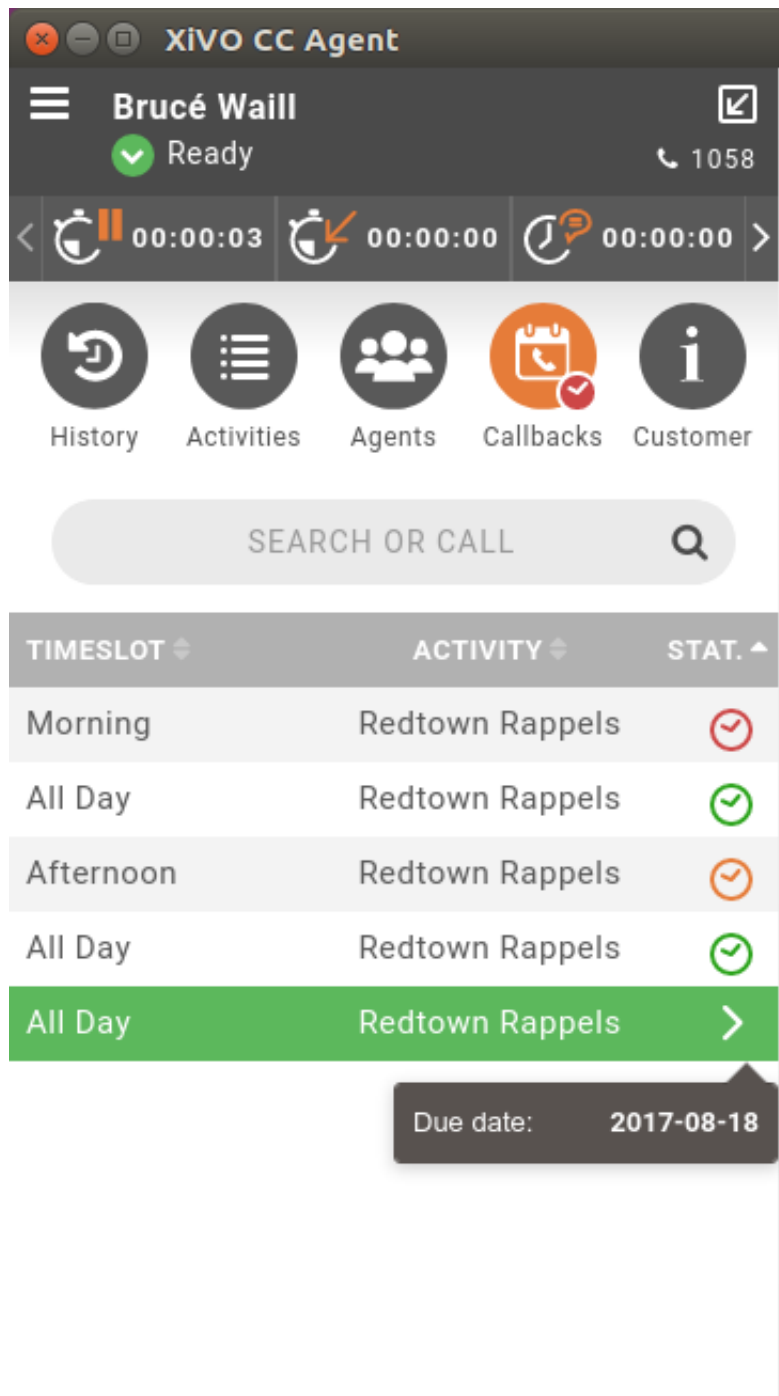 XiVO CC Agent
Brucé Waill
Ready
1058
00:00:03 00:00:00 00:00:00
History Activities Agents Callbacks Customer
SEARCH OR CALL
TIMESLOT ACTIVITY STAT.
Morning Redtown Rappels
All Day Redtown Rappels
Afternoon Redtown Rappels
All Day Redtown Rappels
All Day Redtown Rappels
Due date: 2017-08-18